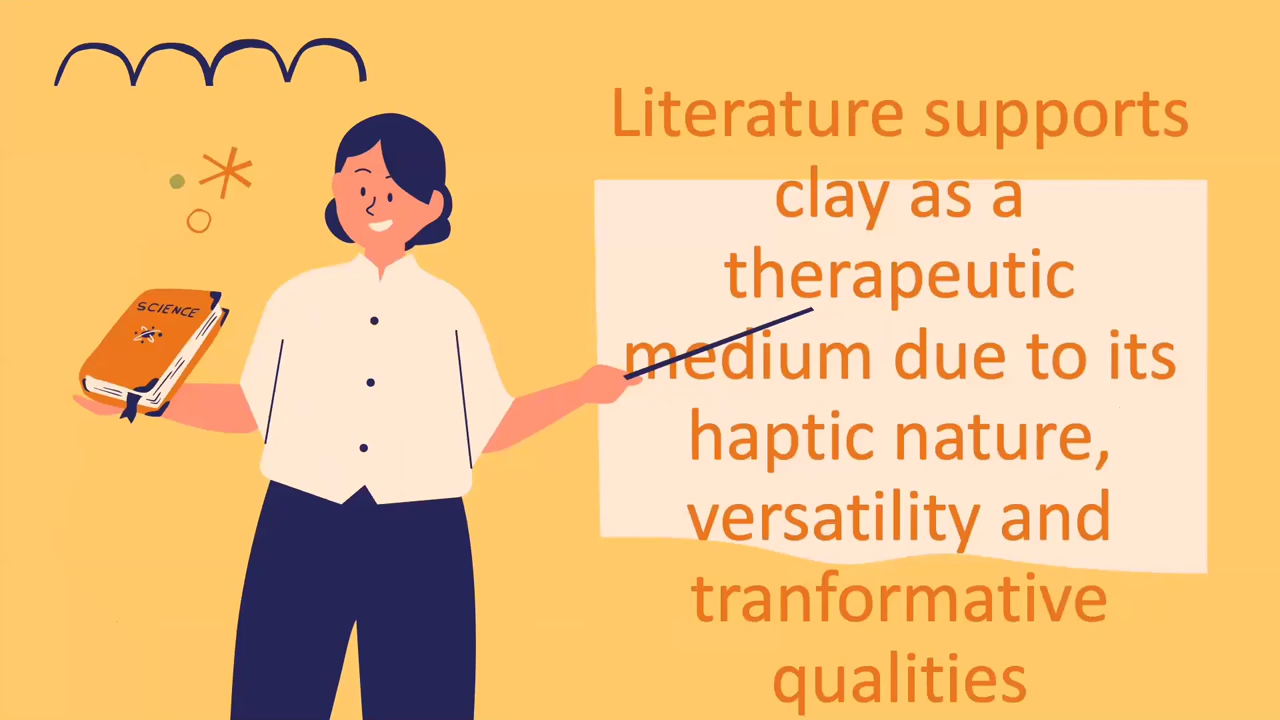 SCIENCE
Literature supports
clay as a
therapeutic
medium due to its
haptic nature,
versatility and
tranformative
qualities